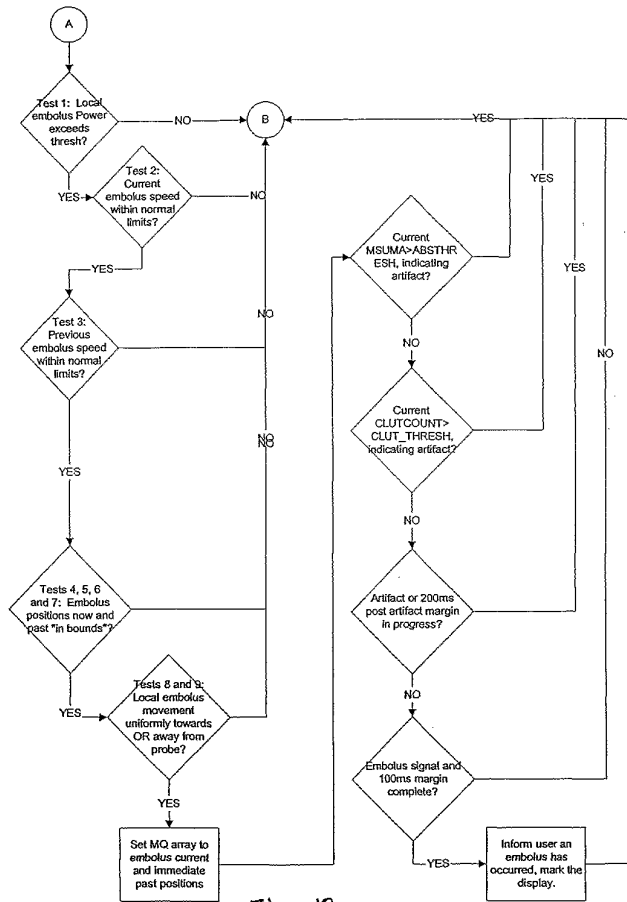 A
Test 1: Local
embolus Power
exceeds
thresh?
NO
B
YES
YES
Test 2:
Current
embolus speed
within normal
limits?
NO
YES
Test 3:
Previous
embolus speed
within normal
limits?
NO
NO
NO
YES
Tests 4, 5, 6
and 7: Embolus
positions now and
past "in bounds"?
YES
Tests 8 and 9:
Local embolus
movement
uniformly towards
OR away from
probe?
YES
Set MQ array to
embolus current
and immediate
past positions
Current
MSUMA>ABSTHR
ESH, indicating
artifact?
YES
YES
NO
NO
Current
CLUTCOUNT>
CLUT_THRESH,
indicating artifact?
NO
Artifact or 200ms
post artifact margin
in progress?
NO
Embolus signal and
100ms margin
complete?
YES
Inform user an
embolus has
occurred, mark the
display.